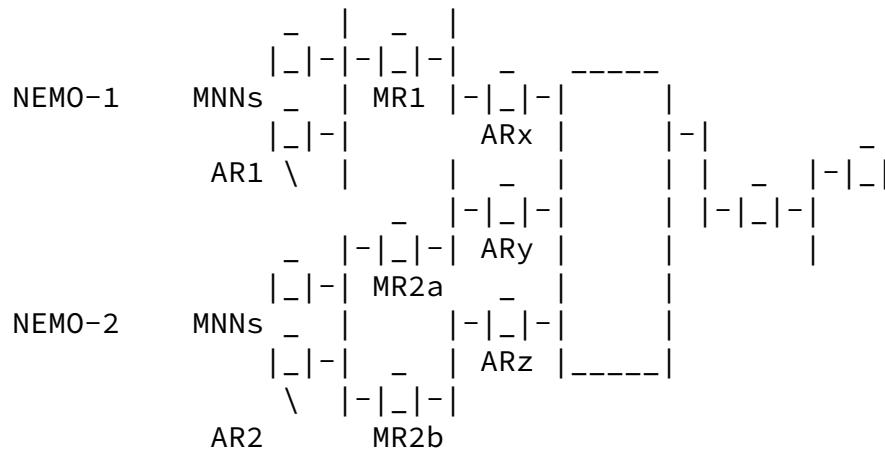 NEMO-1 MNNs MR1
ARx
AR1
ARy
MR2a
NEMO-2 MNNs
ARz
AR2 MR2b